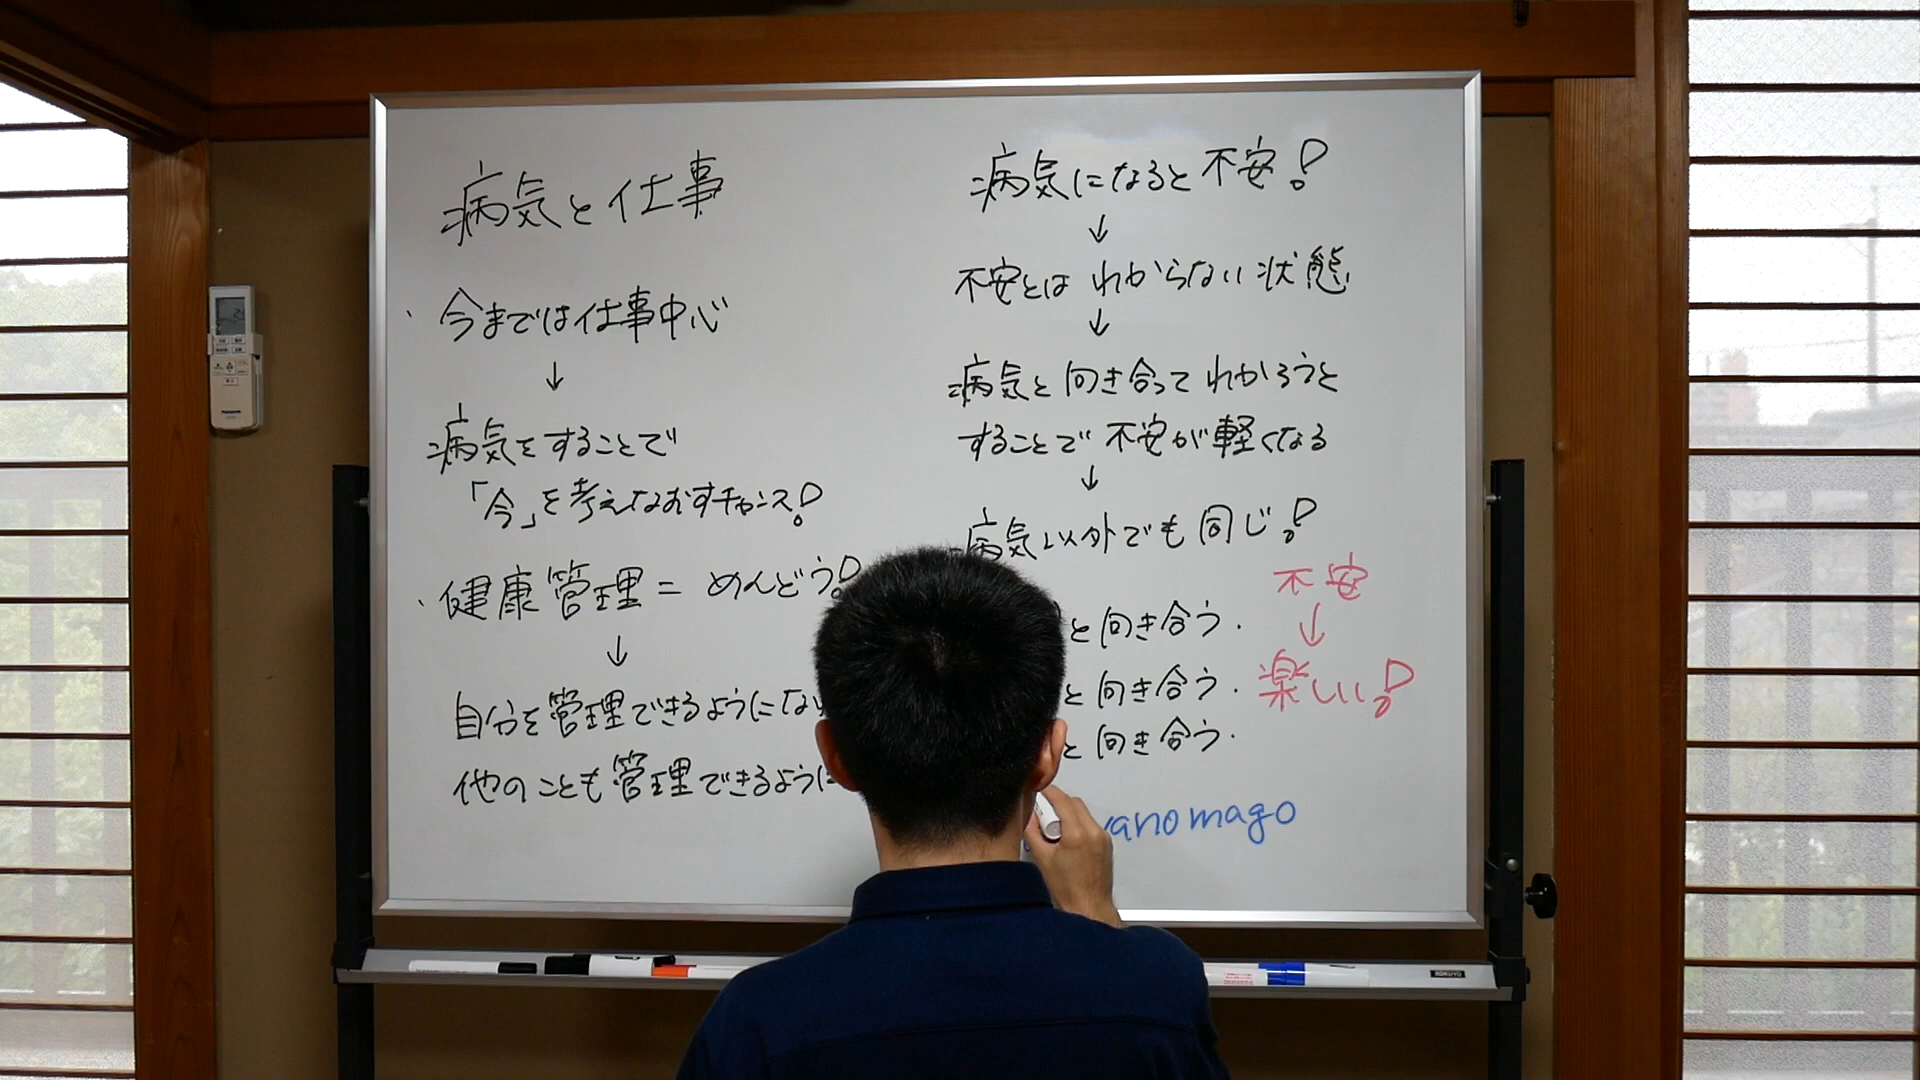 病気と仕事
・今までは仕事中心
↓
病気をすることで
「今」を考えなおすチャンス!
・健康管理=めんどう!
↓
自分を管理できるようにな
他のことも管理できるように
病気になると不安!
↓
不安とはわからない状態
↓
病気と向き合ってわかろうと
することで不安が軽くなる
↓
病気以外でも同じ!
と向き合う.
と向き合う.
と向き合う.
不安
↓
楽しい!
anomago
Panasonic
KOKUYO